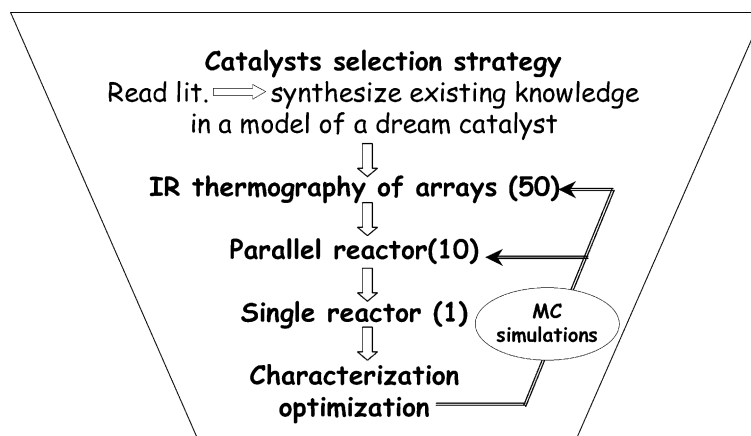 Catalysts selection strategy
Read lit. synthesize existing knowledge
in a model of a dream catalyst
IR thermography of arrays (50)
Parallel reactor(10)
Single reactor (1)
MC
simulations
Characterization
optimization